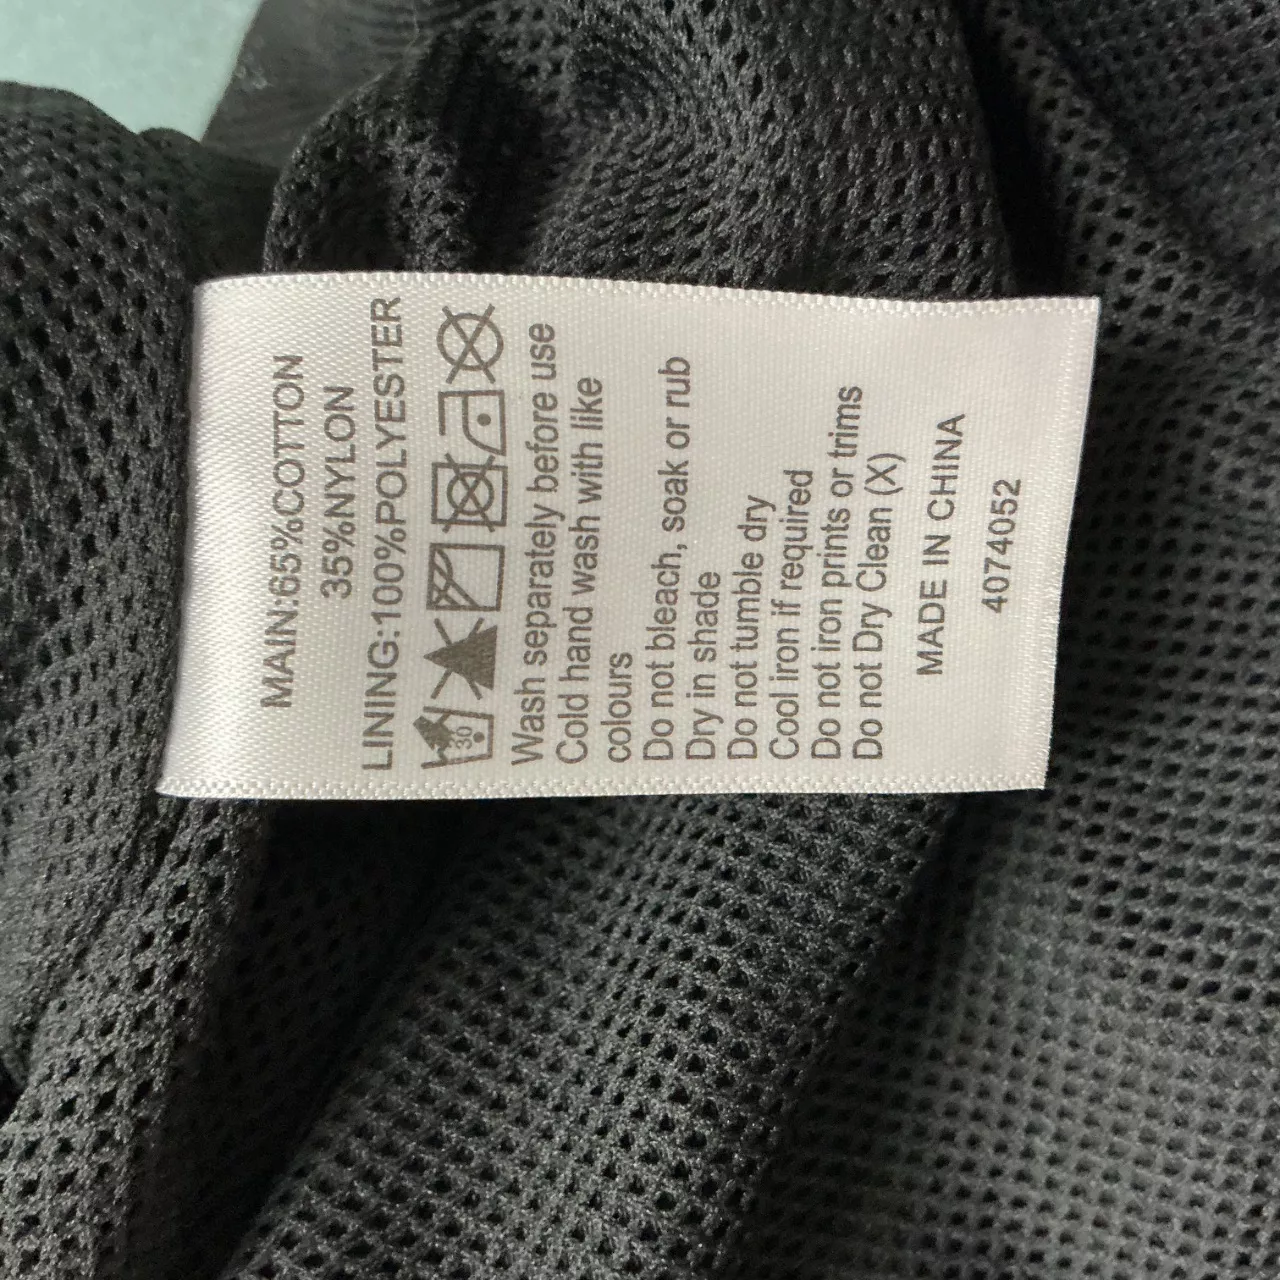 MAIN:65%COTTON
35%NYLON
LINING:100%POLYESTER
30
Wash separately before use
Cold hand wash with like
colours
Do not bleach, soak or rub
Dry in shade
Do not tumble dry
Cool iron if required
Do not iron prints or trims
Do not Dry Clean (X)
MADE IN CHINA
4074052